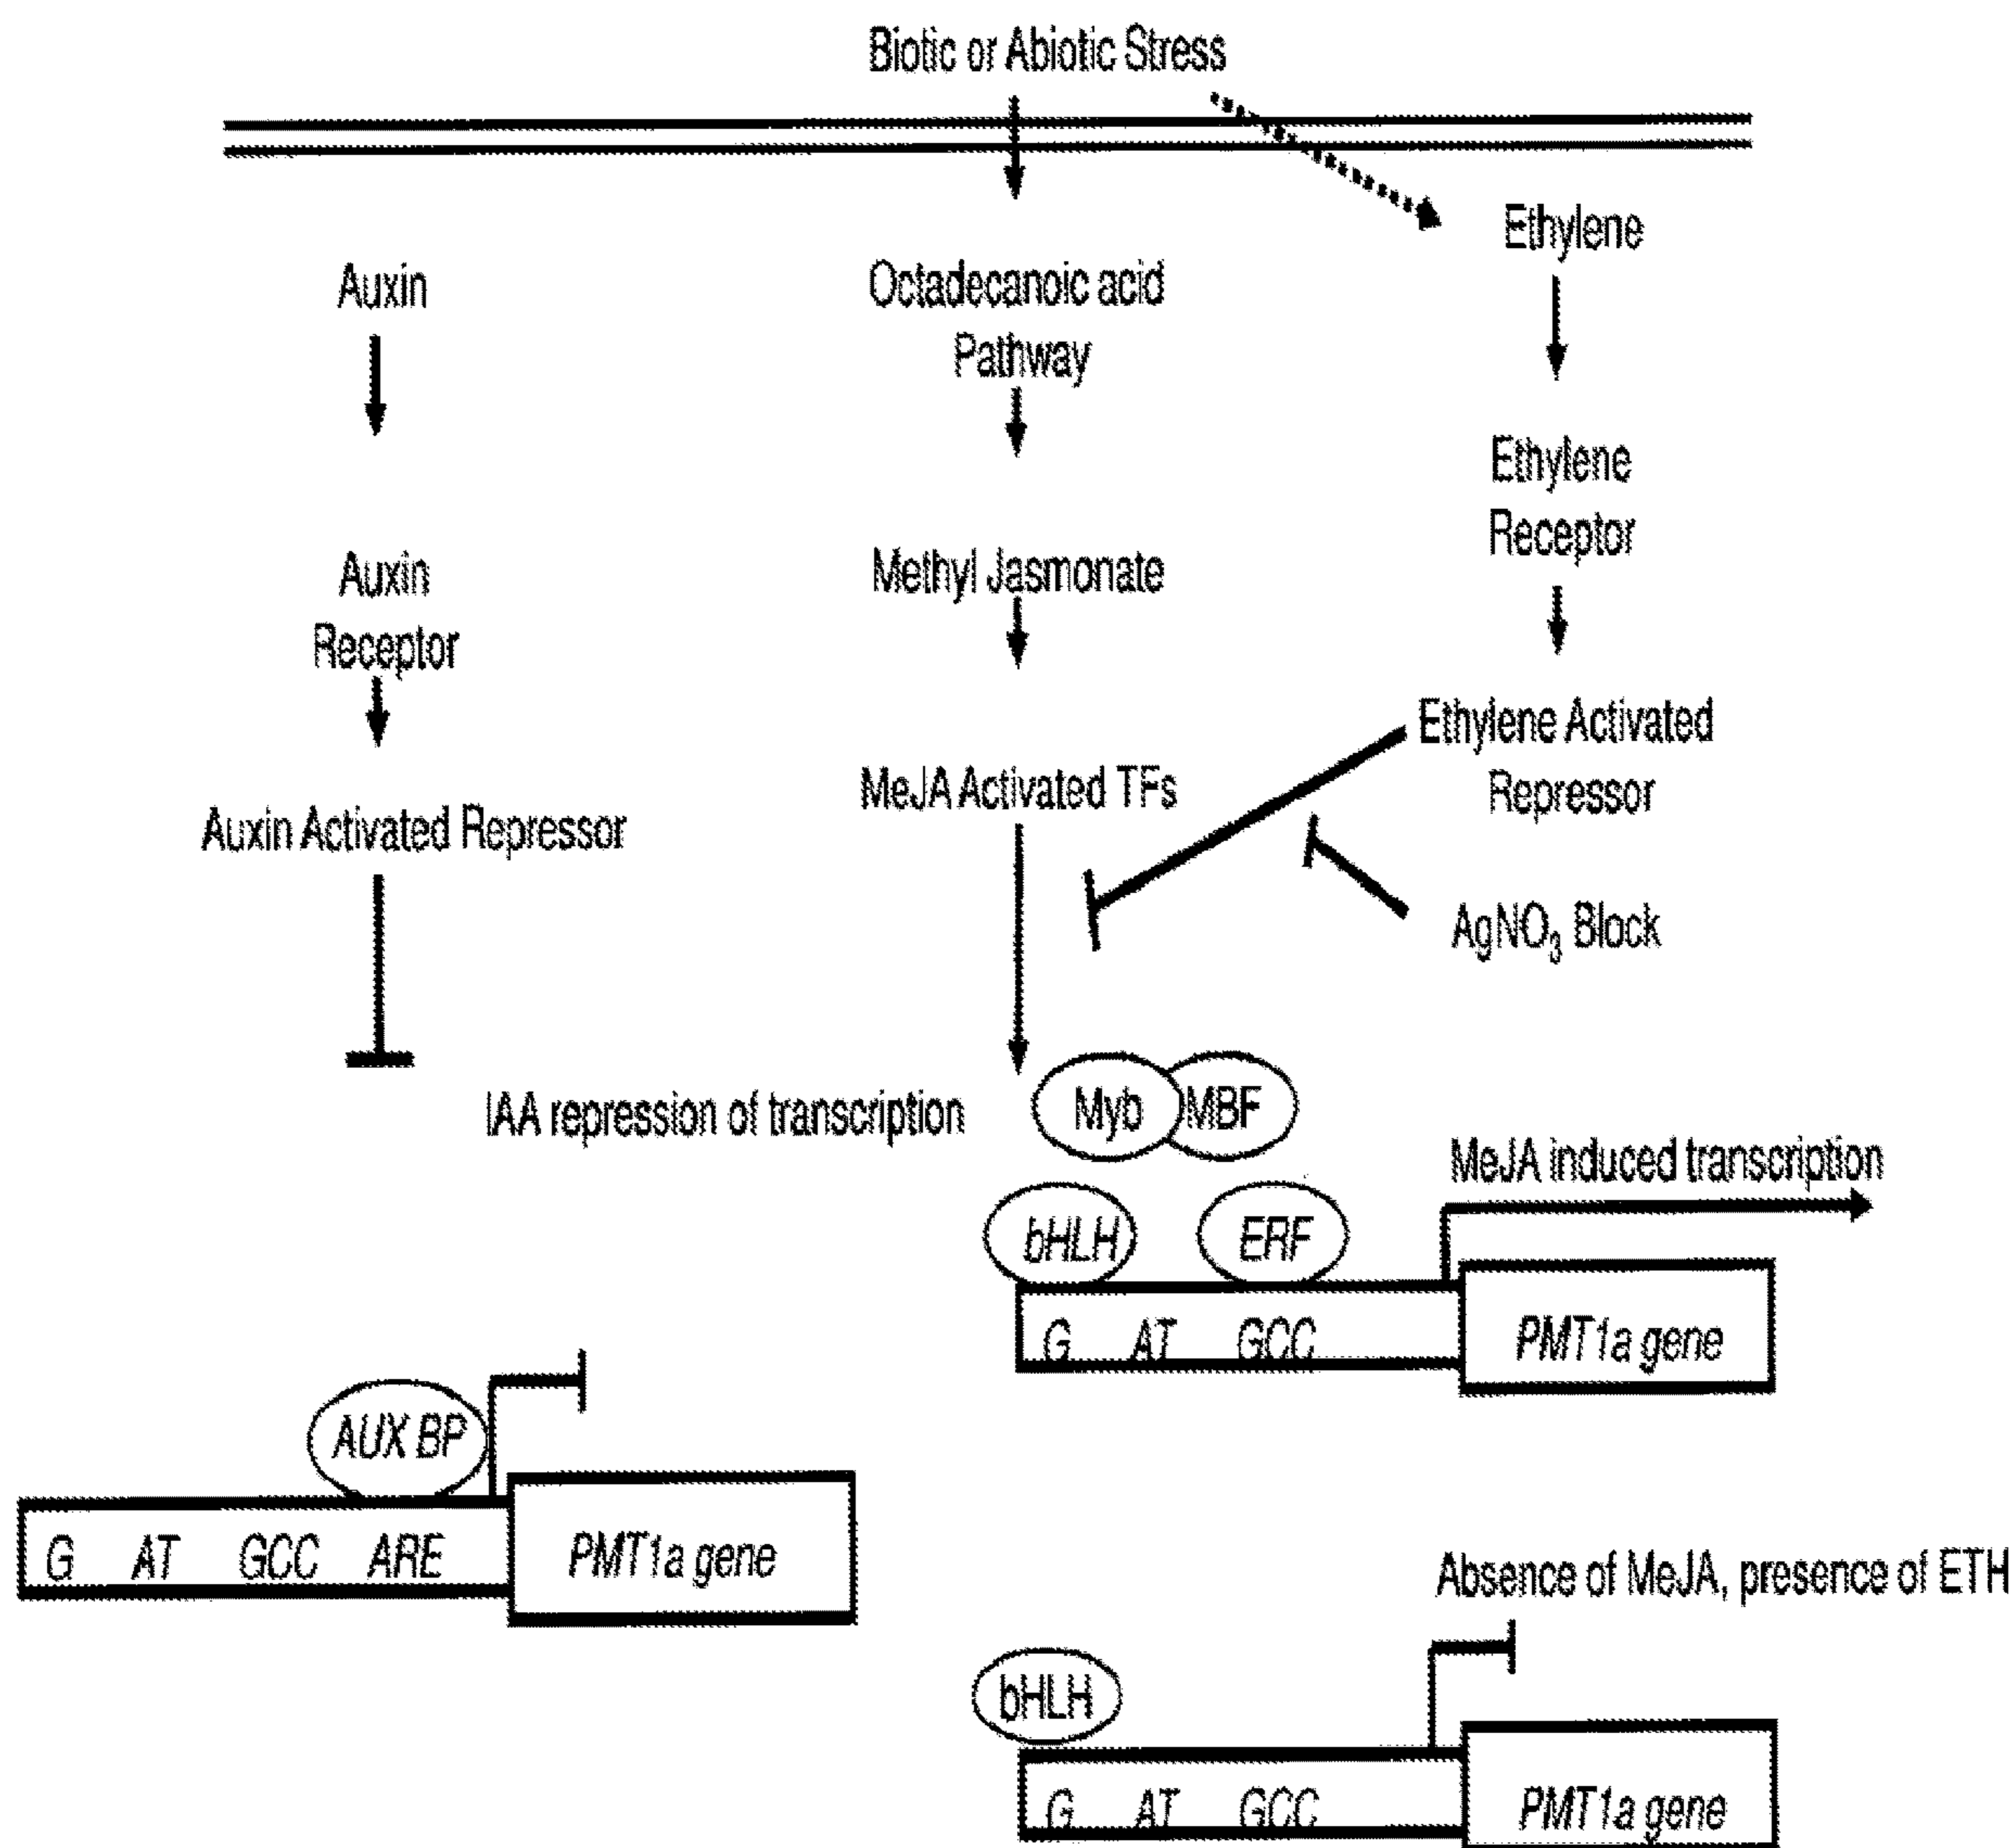 Biotic or Abiotic Stress
Auxin
Auxin
Receptor
Auxin Activated Repressor
Octadecanoic acid
Pathway
Methyl Jasmonate
MeJA Activated TFs
Ethylene
Ethylene
Receptor
Ethylene Activated
Repressor
AgNO₃ Block
IAA repression of transcription
Myb MBF
MeJA induced transcription
bHLH ERF
G AT GCC PMT1a gene
AUX BP
G AT GCC ARE PMT1a gene
Absence of MeJA, presence of ETH
bHLH
G AT GCC PMT1a gene